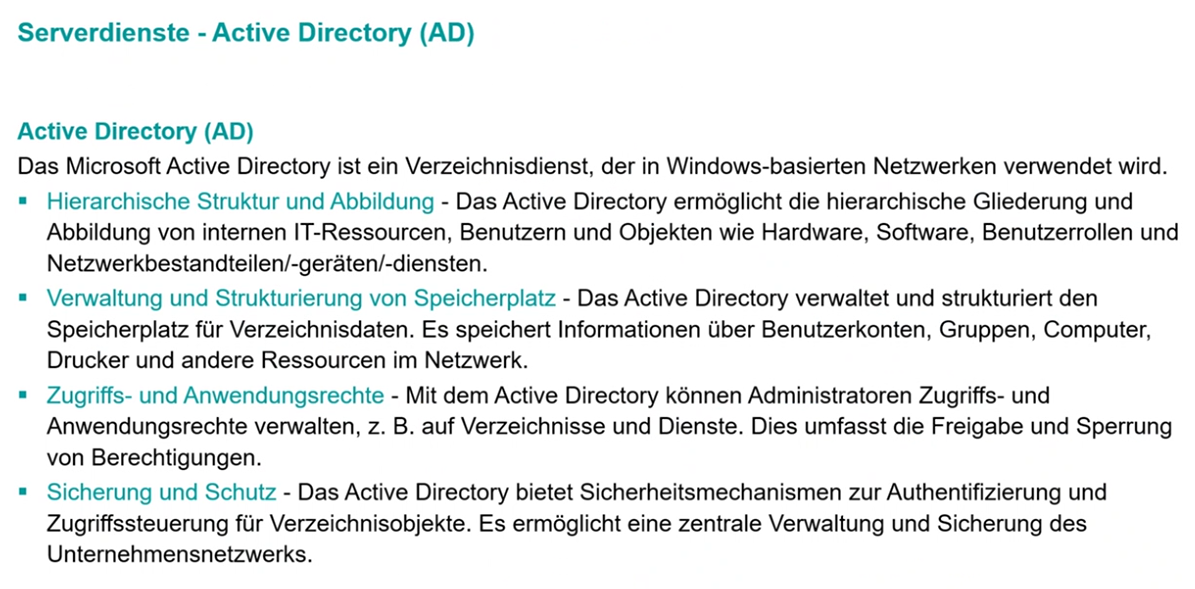 Serverdienste - Active Directory (AD)
Active Directory (AD)
Das Microsoft Active Directory ist ein Verzeichnisdienst, der in Windows-basierten Netzwerken verwendet wird.
▪ Hierarchische Struktur und Abbildung - Das Active Directory ermöglicht die hierarchische Gliederung und
Abbildung von internen IT-Ressourcen, Benutzern und Objekten wie Hardware, Software, Benutzerrollen und
Netzwerkbestandteilen/-geräten/-diensten.
▪ Verwaltung und Strukturierung von Speicherplatz - Das Active Directory verwaltet und strukturiert den
Speicherplatz für Verzeichnisdaten. Es speichert Informationen über Benutzerkonten, Gruppen, Computer,
Drucker und andere Ressourcen im Netzwerk.
▪ Zugriffs- und Anwendungsrechte - Mit dem Active Directory können Administratoren Zugriffs- und
Anwendungsrechte verwalten, z. B. auf Verzeichnisse und Dienste. Dies umfasst die Freigabe und Sperrung
von Berechtigungen.
▪ Sicherung und Schutz - Das Active Directory bietet Sicherheitsmechanismen zur Authentifizierung und
Zugriffssteuerung für Verzeichnisobjekte. Es ermöglicht eine zentrale Verwaltung und Sicherung des
Unternehmensnetzwerks.